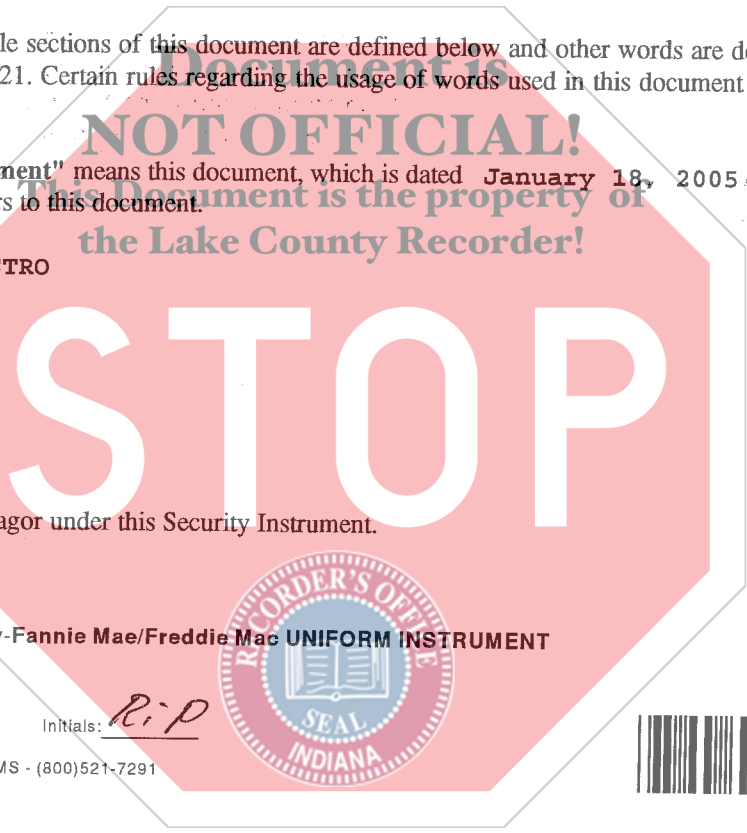 le sections of this document are defined below and other words are de
Document is
21. Certain rules regarding the usage of words used in this document
NOT OFFICIAL!
ment" means this document, which is dated January 18, 2005
This Document is the property of
rs to this document.
the Lake County Recorder!
TRO
STOP
agor under this Security Instrument.
RECORDER'S OFFICE
-Fannie Mae/Freddie Mac UNIFORM INSTRUMENT
Initials: R.P
SEAL
INDIANA
MS - (800)521-7291